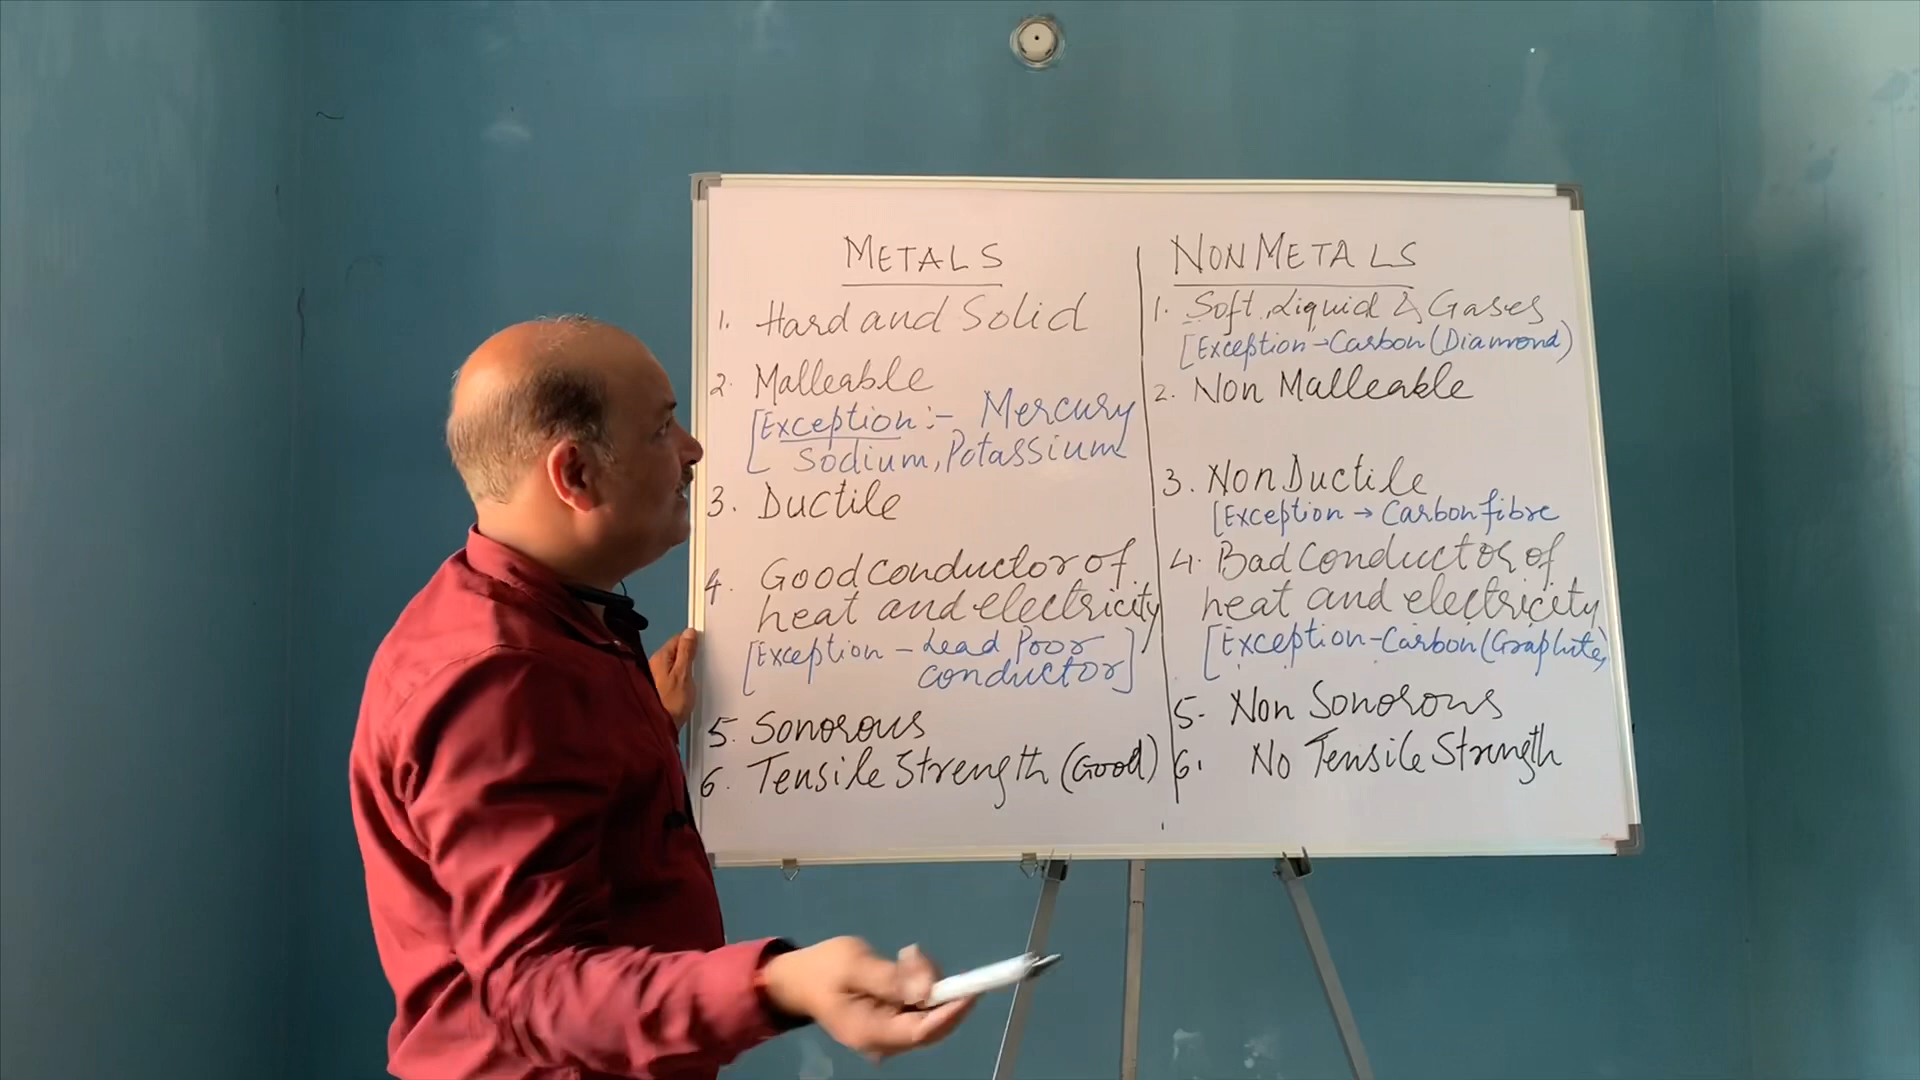 METALS
1. Hard and Solid
2. Malleable
[Exception:- Mercury
Sodium, Potassium
3. Ductile
4. Good conductor of
heat and electricity
[Exception - Lead Poor
conductor]
5. Sonorous
6. Tensile Strength (Good)
NONMETALS
1. Soft, Liquid & Gases
[Exception → Carbon (Diamond)
2. Non Malleable
3. Non Ductile
[Exception → Carbon fibre
4. Bad conductor of
heat and electricity
[Exception - Carbon (Graphite)
5. Non Sonorous
6. No Tensile Strength